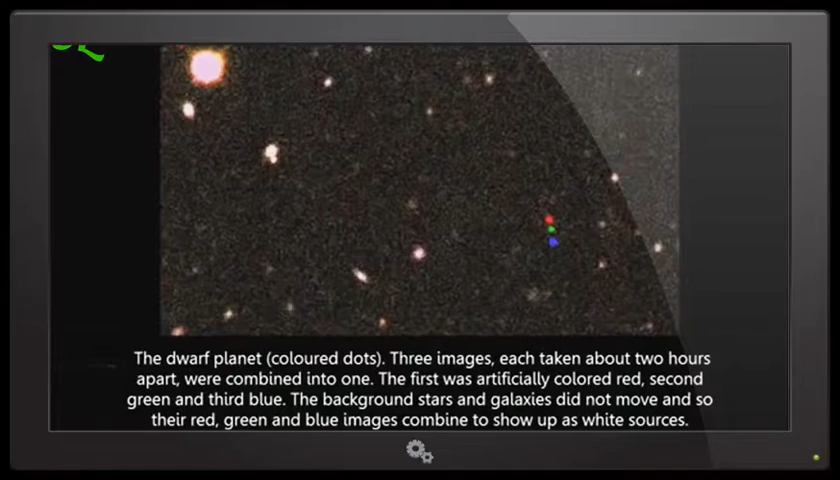 The dwarf planet (coloured dots). Three images, each taken about two hours
apart, were combined into one. The first was artificially colored red, second
green and third blue. The background stars and galaxies did not move and so
their red, green and blue images combine to show up as white sources.